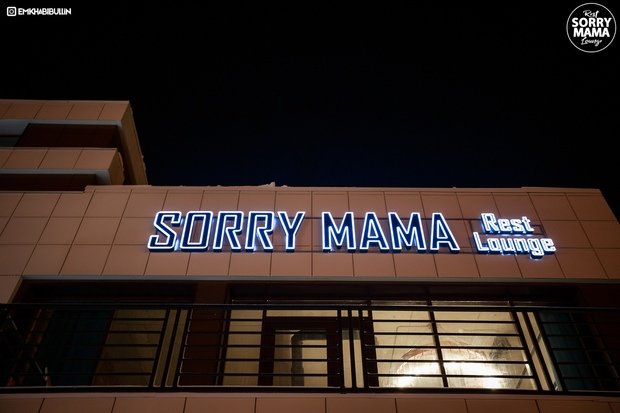 EMKHABIBULLIN
Rest
SORRY
MAMA
Lounge
SORRY MAMA
Rest
Lounge